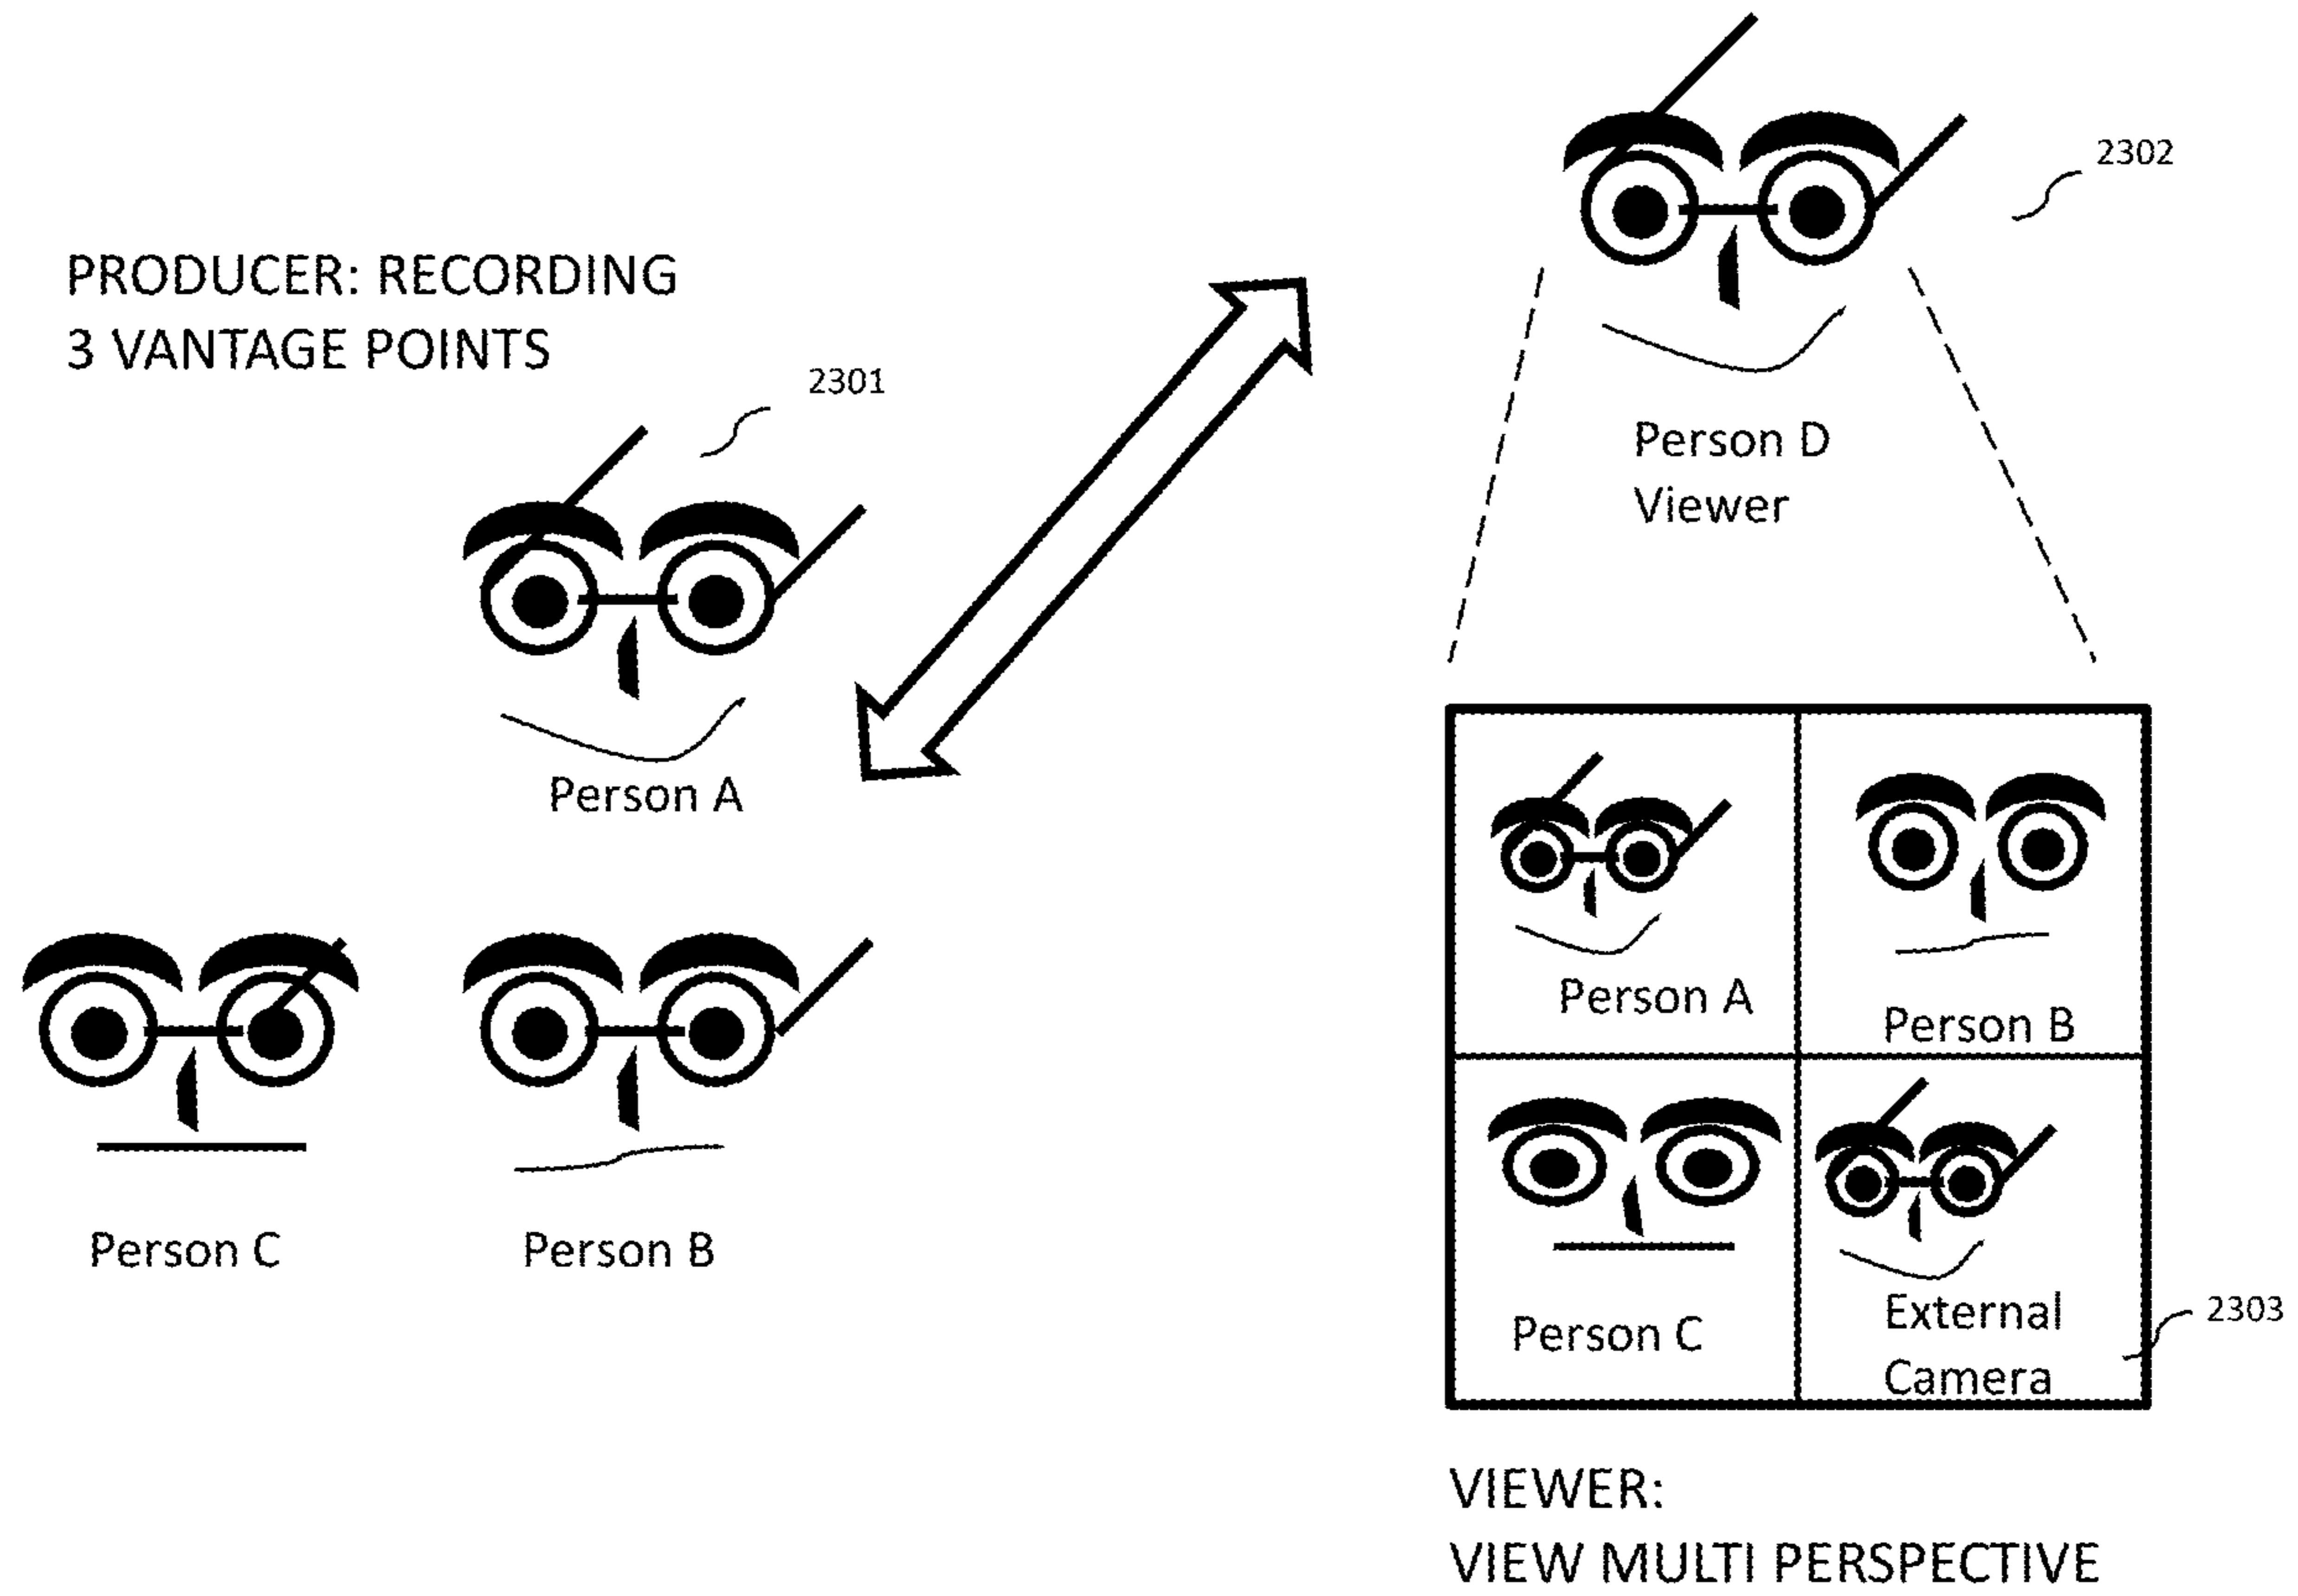 PRODUCER: RECORDING
3 VANTAGE POINTS
2301
Person A
Person C
Person B
2302
Person D
Viewer
Person A
Person B
Person C
External
Camera
2303
VIEWER:
VIEW MULTI PERSPECTIVE